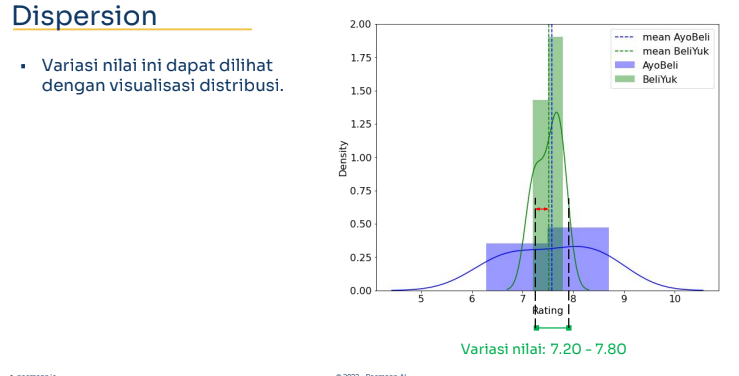 Dispersion
▪ Variasi nilai ini dapat dilihat
dengan visualisasi distribusi.
2.00
1.75
1.50
1.25
1.00
0.75
0.50
0.25
0.00
Density
mean AyoBeli
mean BeliYuk
AyoBeli
BeliYuk
5 6 7 8 9 10
Rating
Variasi nilai: 7.20 – 7.80